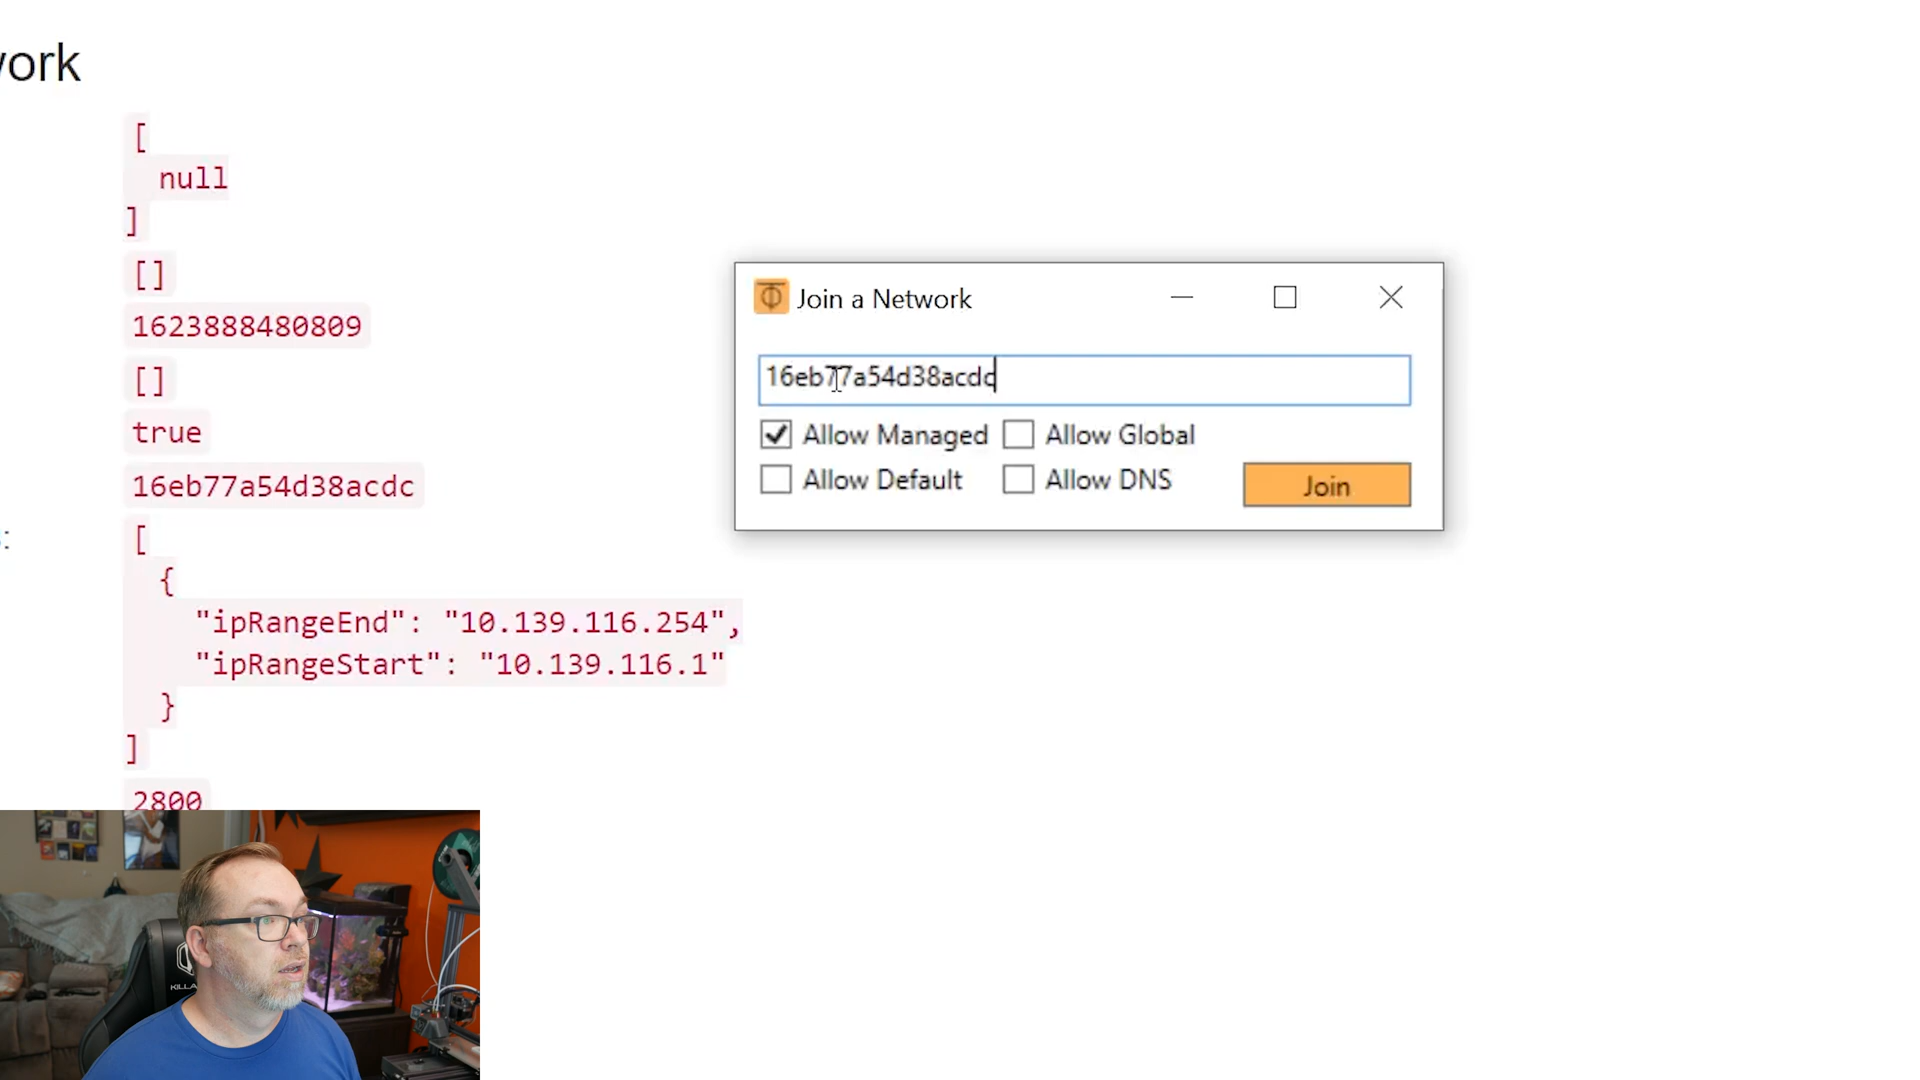 work
[
null
]
[]
1623888480809
[]
true
16eb77a54d38acdc
:
[
{
"ipRangeEnd": "10.139.116.254",
"ipRangeStart": "10.139.116.1"
}
]
2800
Join a Network
16eb77a54d38acdc
Allow Managed
Allow Global
Allow Default
Allow DNS
Join